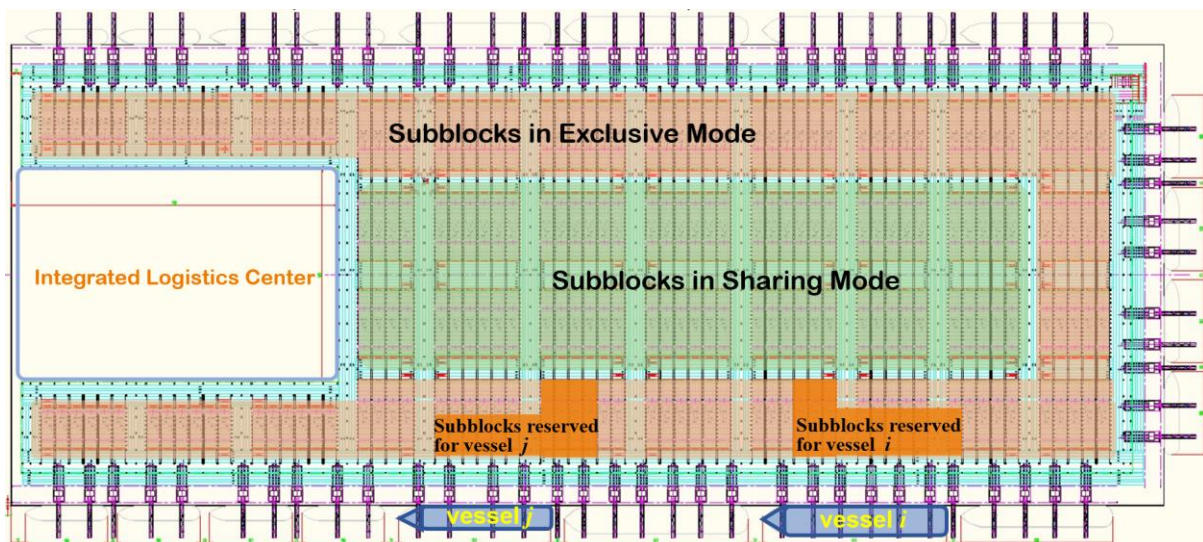 Subblocks in Exclusive Mode
Integrated Logistics Center
Subblocks in Sharing Mode
Subblocks reserved
for vessel j
Subblocks reserved
for vessel i
vessel j
vessel i